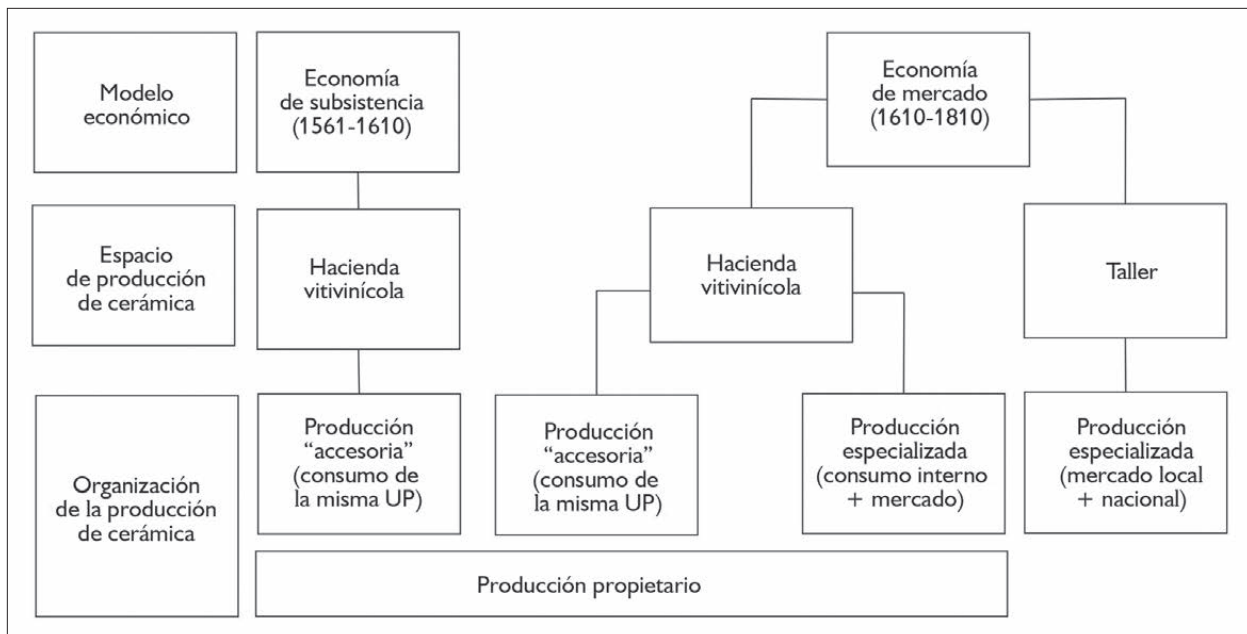 Modelo
económico
Economía
de subsistencia
(1561-1610)
Economía
de mercado
(1610-1810)
Espacio
de producción
de cerámica
Hacienda
vitivinícola
Hacienda
vitivinícola
Taller
Organización
de la producción
de cerámica
Producción
“accesoria”
(consumo de
la misma UP)
Producción
“accesoria”
(consumo de
la misma UP)
Producción
especializada
(consumo interno
+ mercado)
Producción
especializada
(mercado local
+ nacional)
Producción propietario